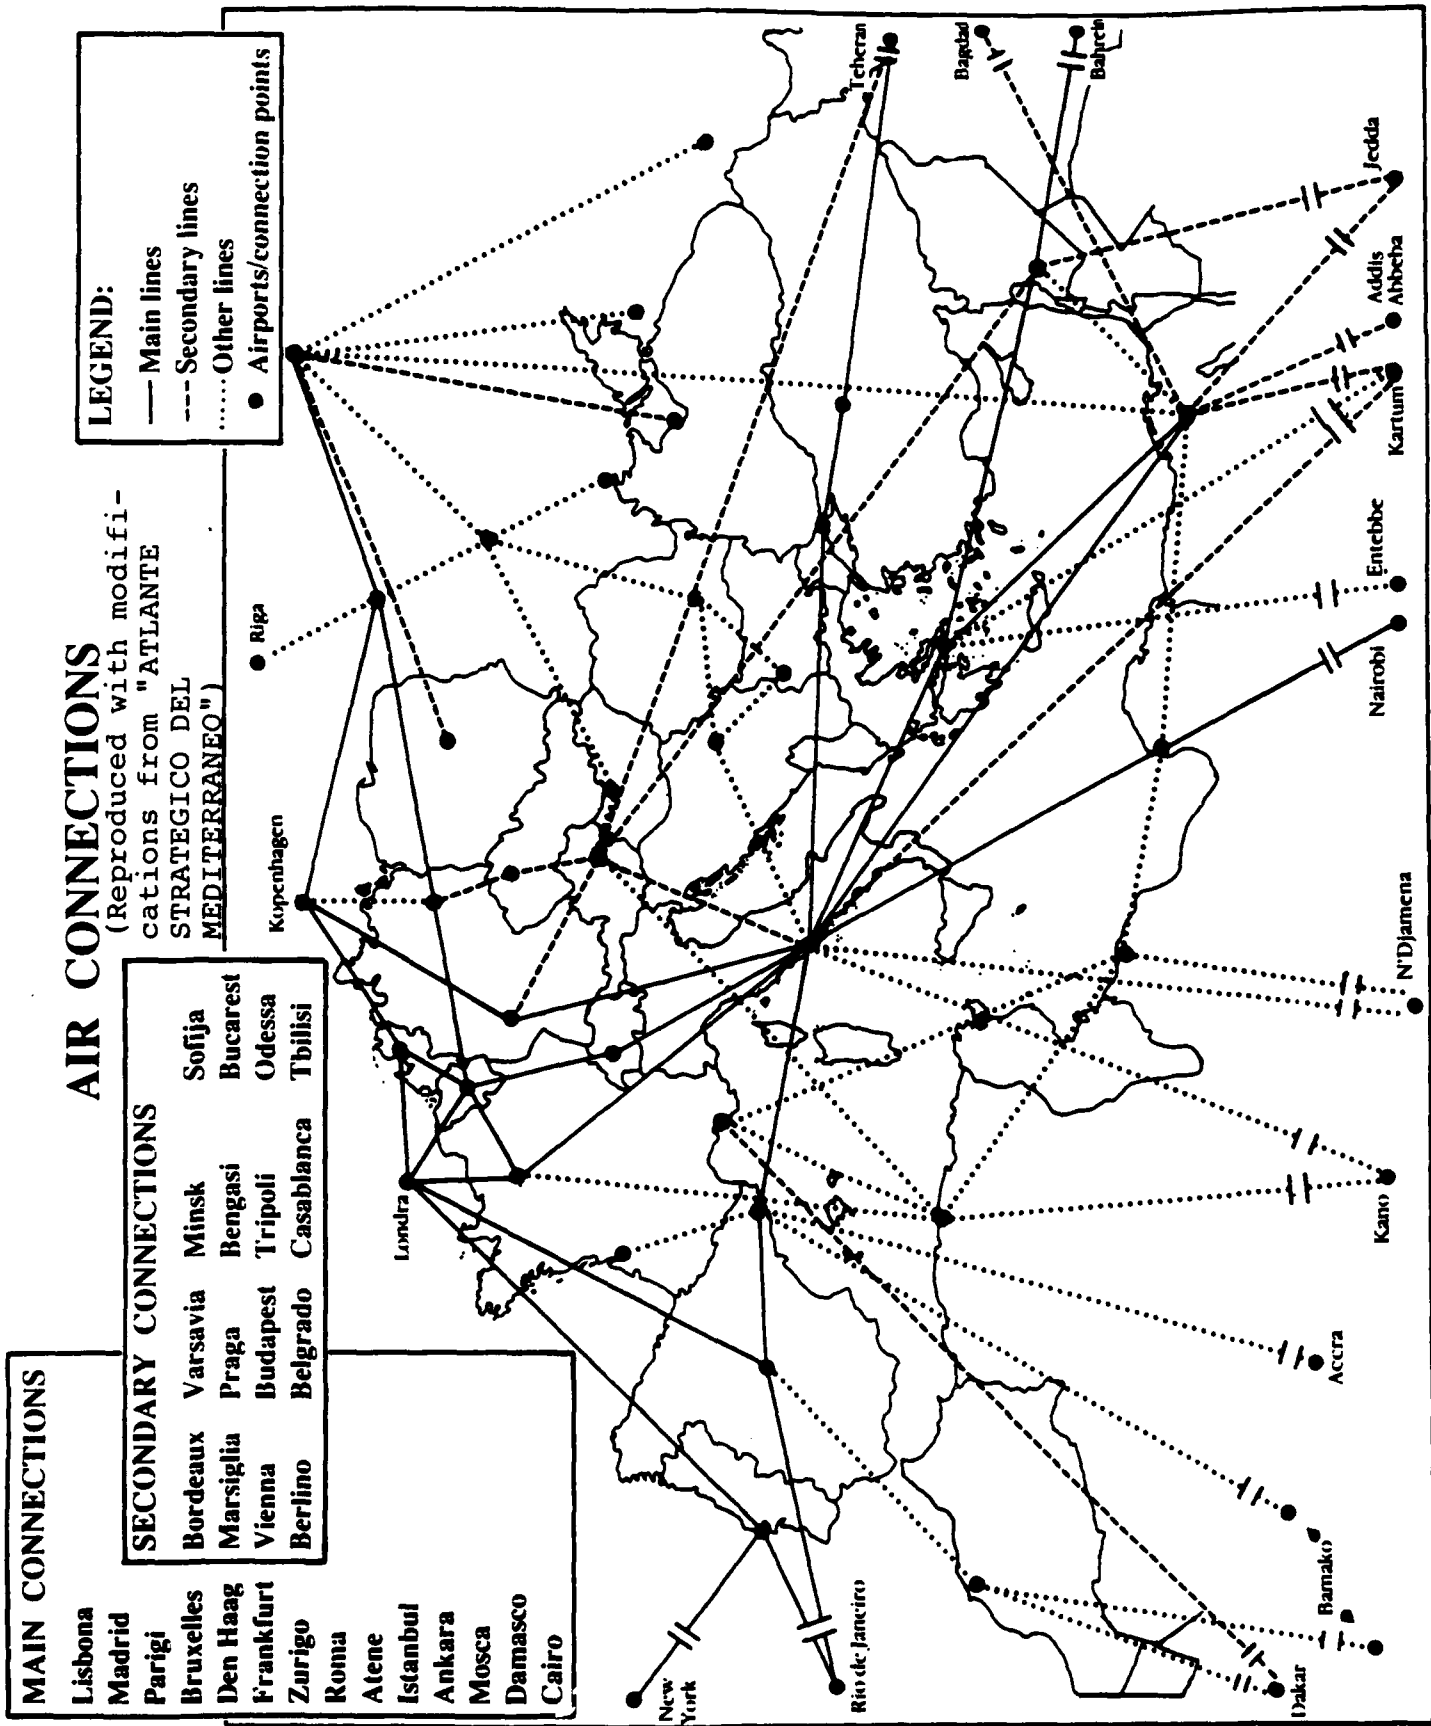 AIR CONNECTIONS
(Reproduced with modifi-
cations from "ATLANTE
STRATEGICO DEL
MEDITERRANEO")
LEGEND:
Main lines
Secondary lines
Other lines
Airports/connection points
MAIN CONNECTIONS
Lisbona
Madrid
Parigi
Bruxelles
Den Haag
Frankfurt
Zurigo
Roma
Atene
Istanbul
Ankara
Mosca
Damasco
Cairo
SECONDARY CONNECTIONS
Bordeaux Varsavia Minsk Sofija
Marsiglia Praga Bengasi Bucarest
Vienna Budapest Tripoli Odessa
Berlino Belgrado Casablanca Tbilisi
Kopenhagen
Riga
Londra
New
York
Rio de Janeiro
Teheran
Bagdad
Bahrein
Dakar
Bamako
Accra
Kano
N'Djamena
Nairobi
Entebbe
Kartum
Addis
Abbeba
Jedda